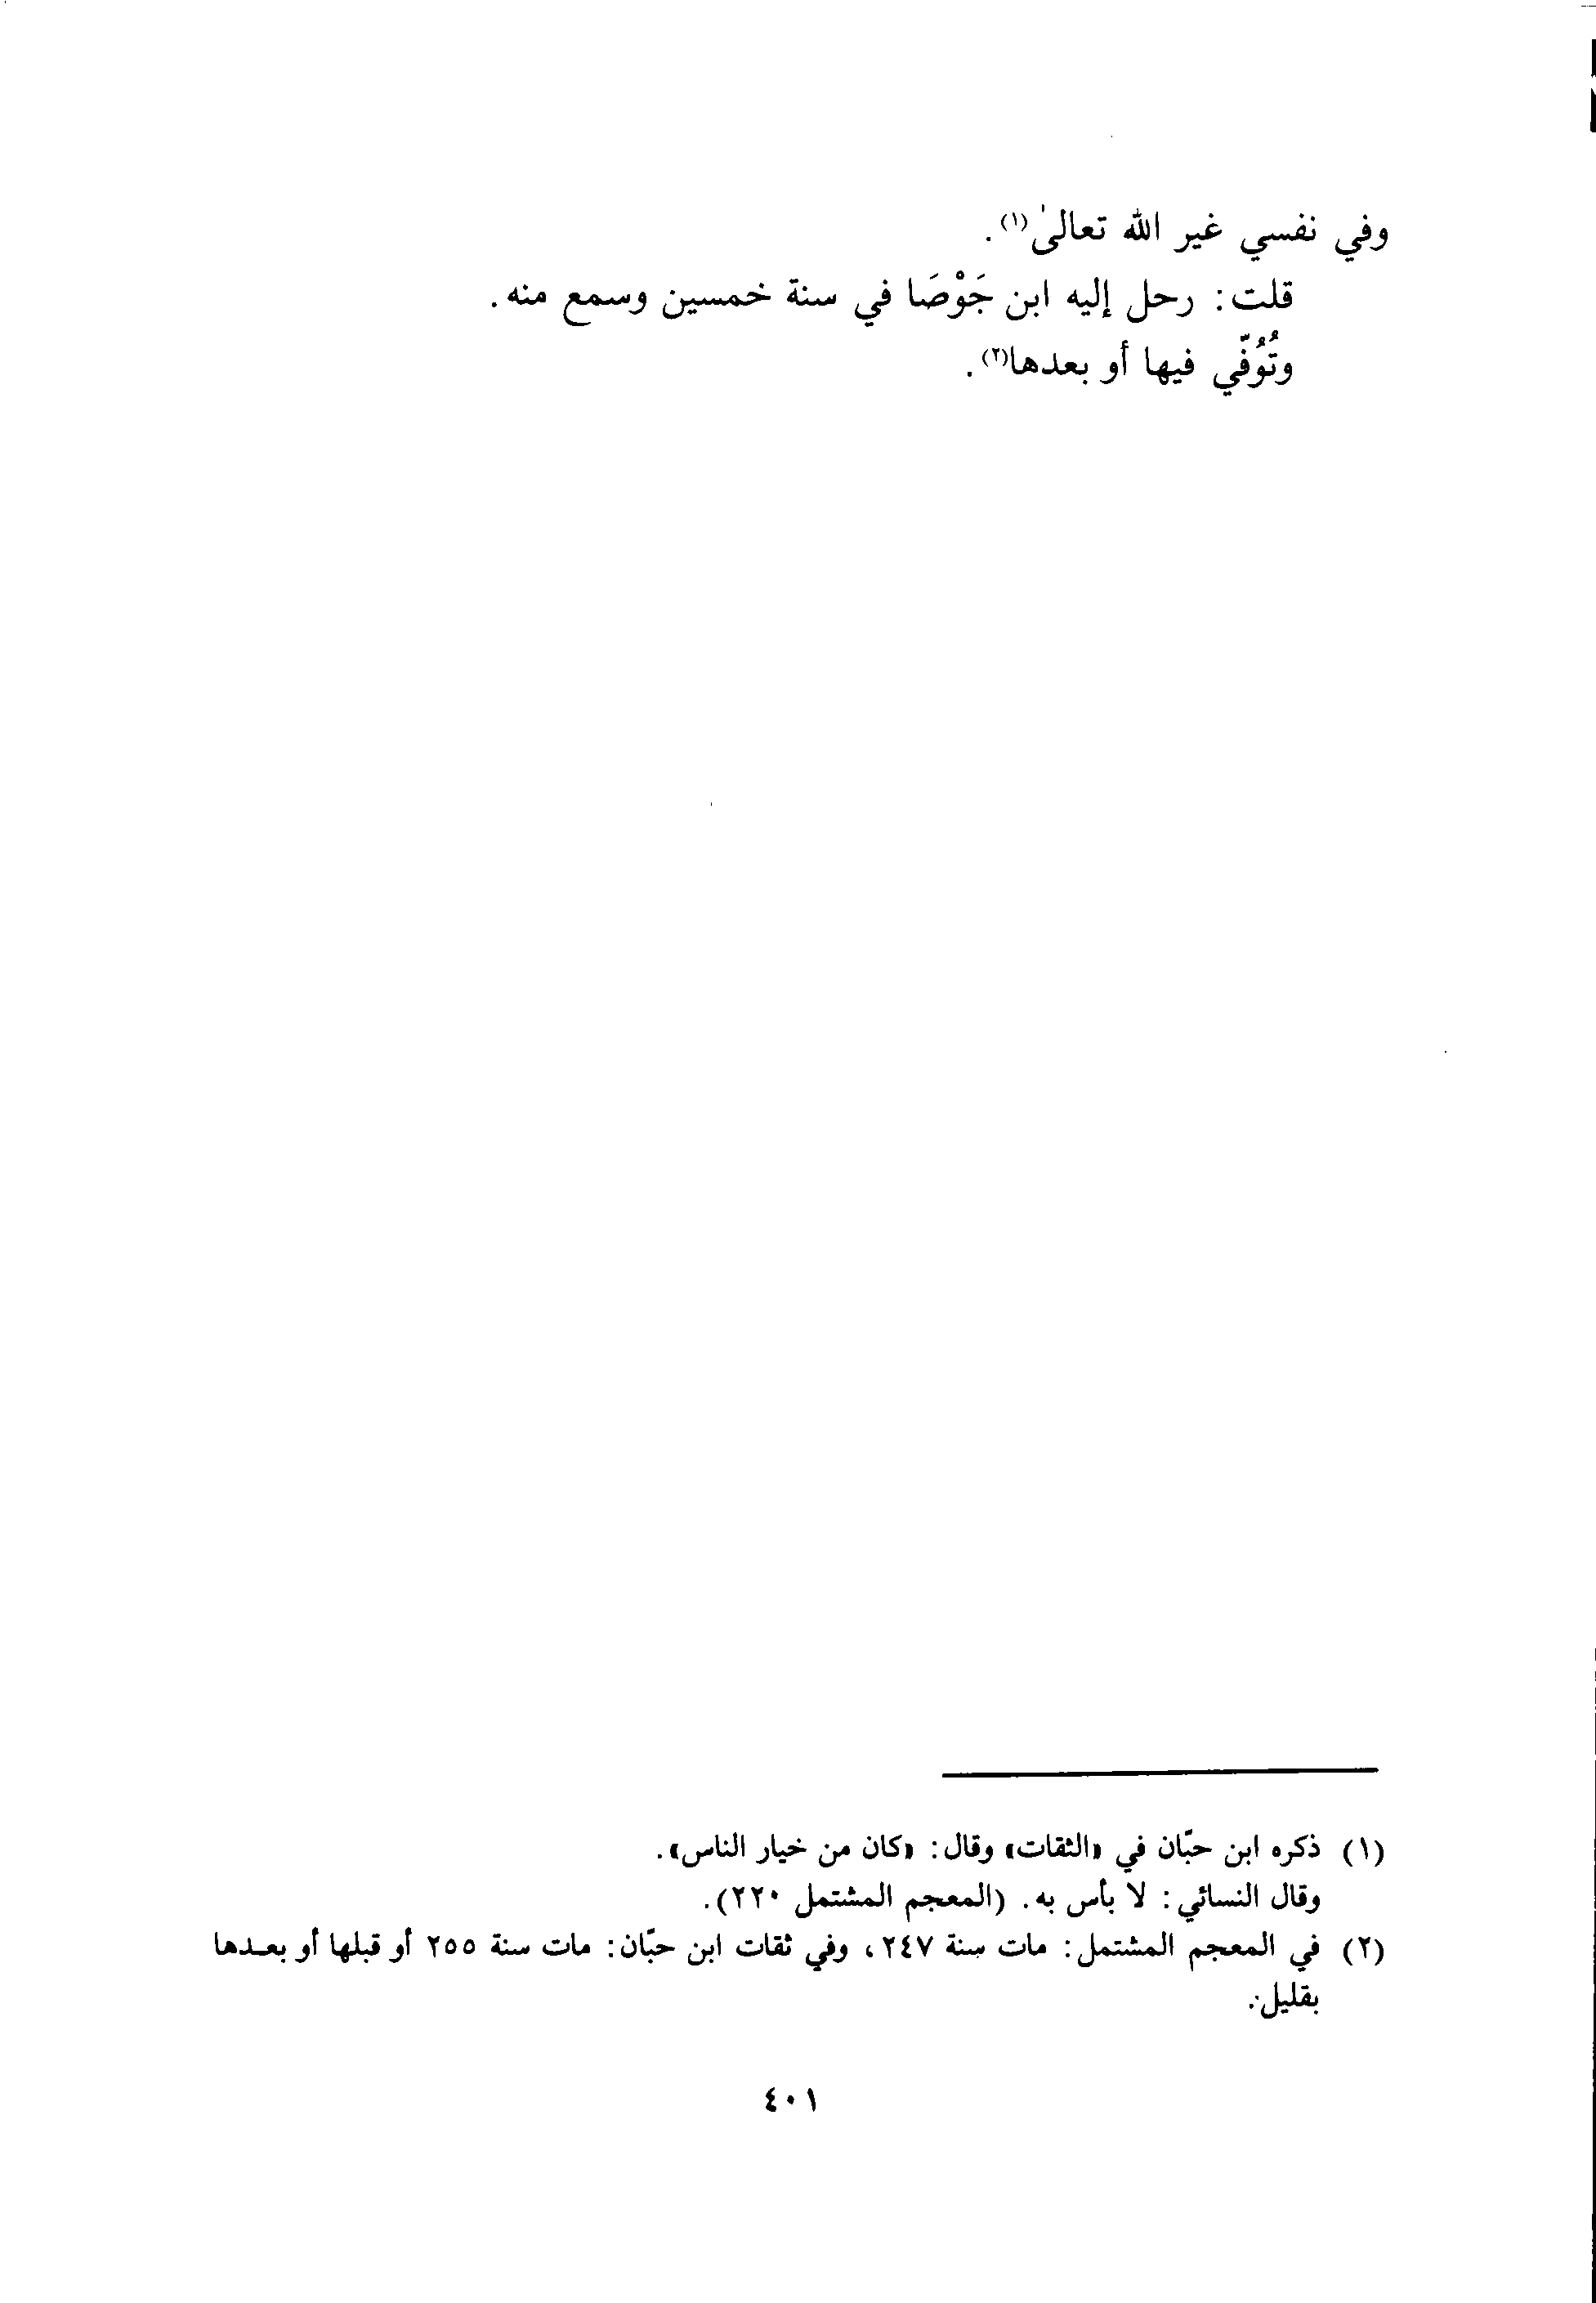 وفي نفسي غير الله تعالىٰ(١).
قلت: رحل إليه ابن جَوْصَا في سنة خمسين وسمع منه.
وتُوُفّي فيها أو بعدها(٢).
(١) ذكره ابن حبّان في «الثقات» وقال: «كان من خيار الناس».
وقال النسائي: لا بأس به. (المعجم المشتمل ٢٢٠).
(٢) في المعجم المشتمل: مات سنة ٢٤٧، وفي ثقات ابن حبّان: مات سنة ٢٥٥ أو قبلها أو بعـدها
بقليل.
٤٠١